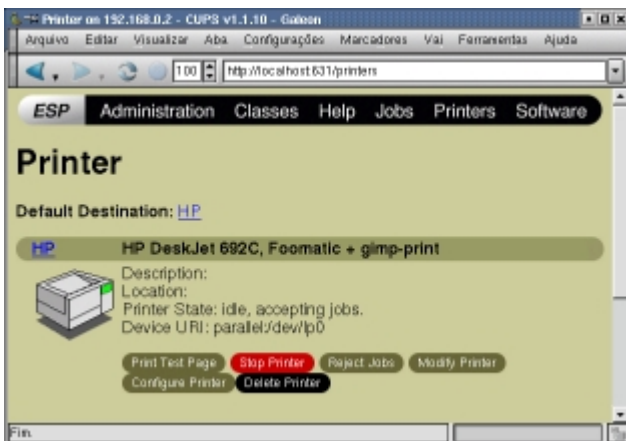 Printer on 192.168.0.2 - CUPS v1.1.10 - Galeon
Arquivo Editar Visualizar Aba Configurações Marcadores Vai Ferramentas Ajuda
100 http://localhost:631/printers
ESP Administration Classes Help Jobs Printers Software
Printer
Default Destination: HP
HP HP DeskJet 692C, Foomatic + gimp-print
Description:
Location:
Printer State: idle, accepting jobs.
Device URI: parallel:/dev/lp0
Print Test Page Stop Printer Reject Jobs Modify Printer
Configure Printer Delete Printer
Fim.